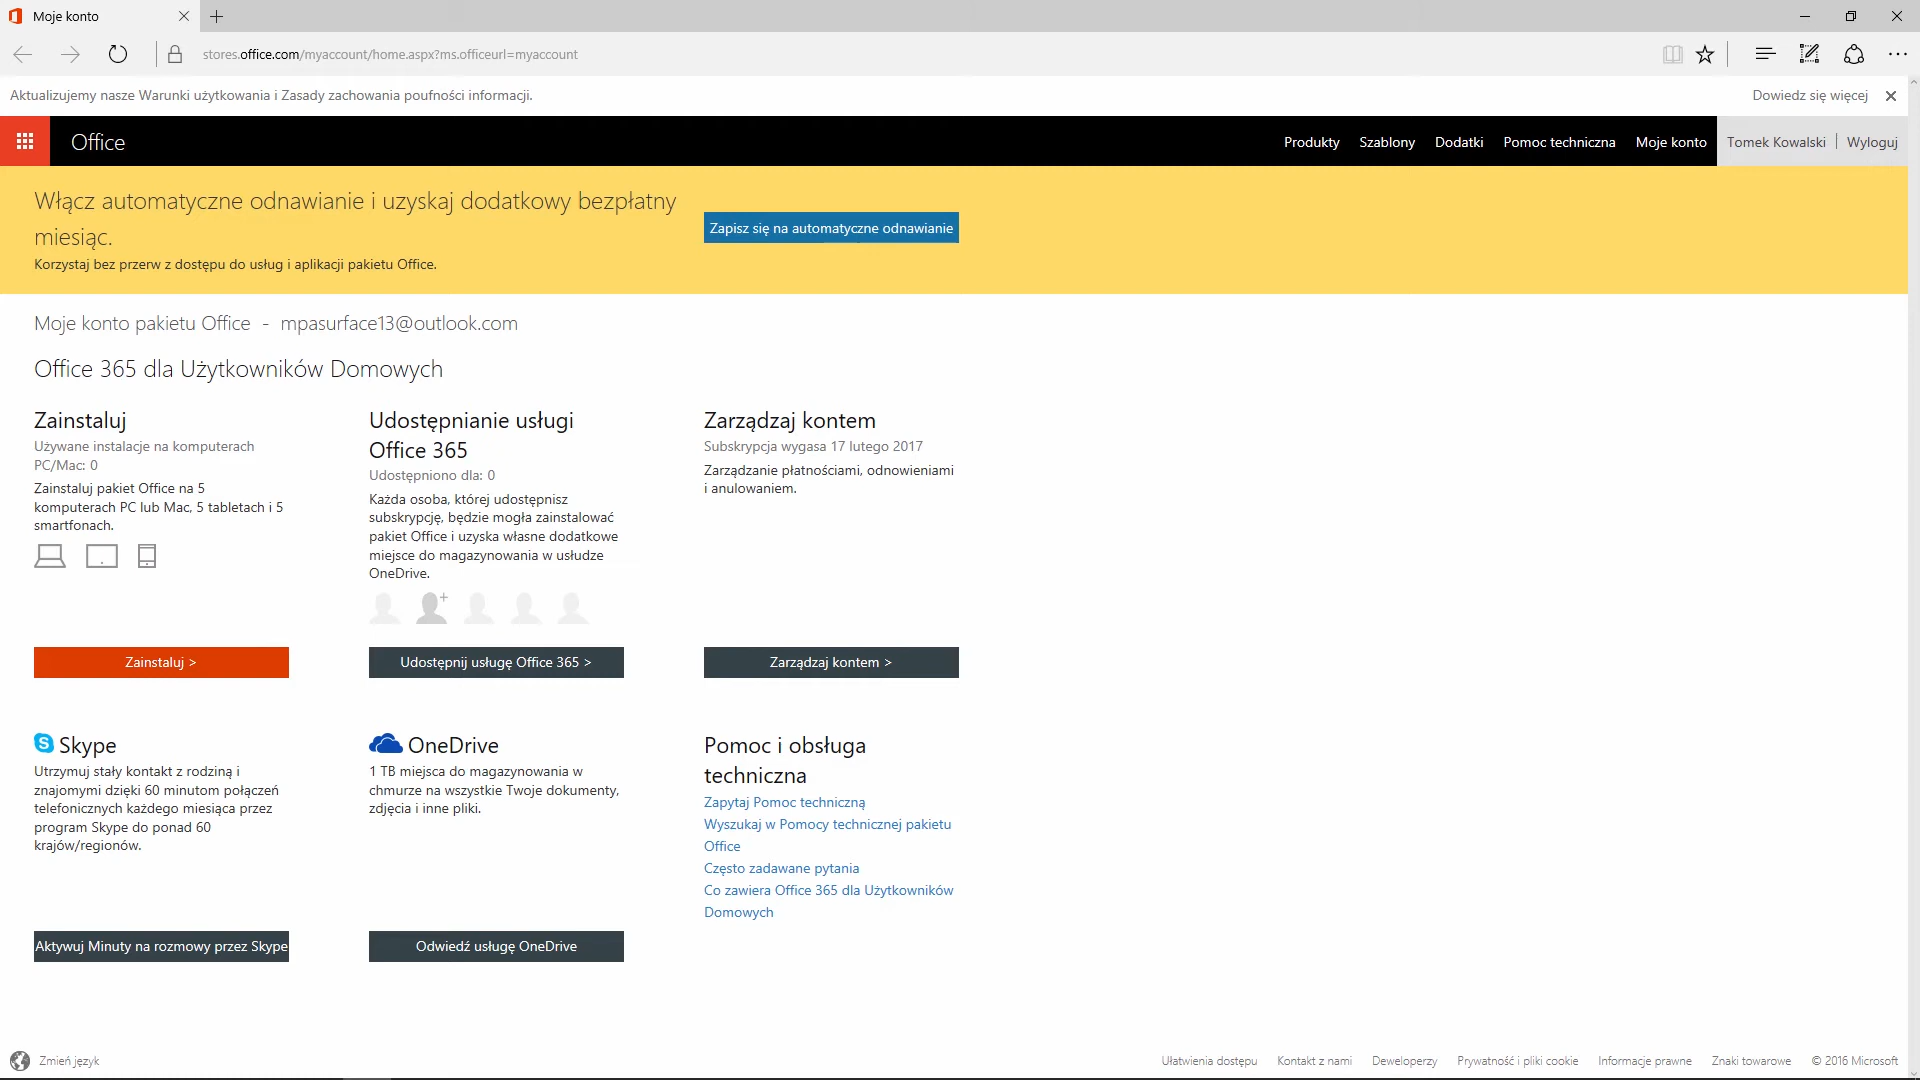 Moje konto
stores.office.com/myaccount/home.aspx?ms.officeurl=myaccount
Aktualizujemy nasze Warunki użytkowania i Zasady zachowania poufności informacji.
Dowiedz się więcej
Office
Produkty
Szablony
Dodatki
Pomoc techniczna
Moje konto
Tomek Kowalski
Wyloguj
Włącz automatyczne odnawianie i uzyskaj dodatkowy bezpłatny
miesiąc.
Korzystaj bez przerw z dostępu do usług i aplikacji pakietu Office.
Zapisz się na automatyczne odnawianie
Moje konto pakietu Office - mpasurface13@outlook.com
Office 365 dla Użytkowników Domowych
Zainstaluj
Używane instalacje na komputerach
PC/Mac: 0
Zainstaluj pakiet Office na 5
komputerach PC lub Mac, 5 tabletach i 5
smartfonach.
Zainstaluj >
Udostępnianie usługi
Office 365
Udostępniono dla: 0
Każda osoba, której udostępnisz
subskrypcję, będzie mogła zainstalować
pakiet Office i uzyska własne dodatkowe
miejsce do magazynowania w usłudze
OneDrive.
Udostępnij usługę Office 365 >
Zarządzaj kontem
Subskrypcja wygasa 17 lutego 2017
Zarządzanie płatnościami, odnowieniami
i anulowaniem.
Zarządzaj kontem >
Skype
Utrzymuj stały kontakt z rodziną i
znajomymi dzięki 60 minutom połączeń
telefonicznych każdego miesiąca przez
program Skype do ponad 60
krajów/regionów.
Aktywuj Minuty na rozmowy przez Skype
OneDrive
1 TB miejsca do magazynowania w
chmurze na wszystkie Twoje dokumenty,
zdjęcia i inne pliki.
Odwiedź usługę OneDrive
Pomoc i obsługa
techniczna
Zapytaj Pomoc techniczną
Wyszukaj w Pomocy technicznej pakietu
Office
Często zadawane pytania
Co zawiera Office 365 dla Użytkowników
Domowych
Zmień język
Ułatwienia dostępu
Kontakt z nami
Deweloperzy
Prywatność i pliki cookie
Informacje prawne
Znaki towarowe
© 2016 Microsoft